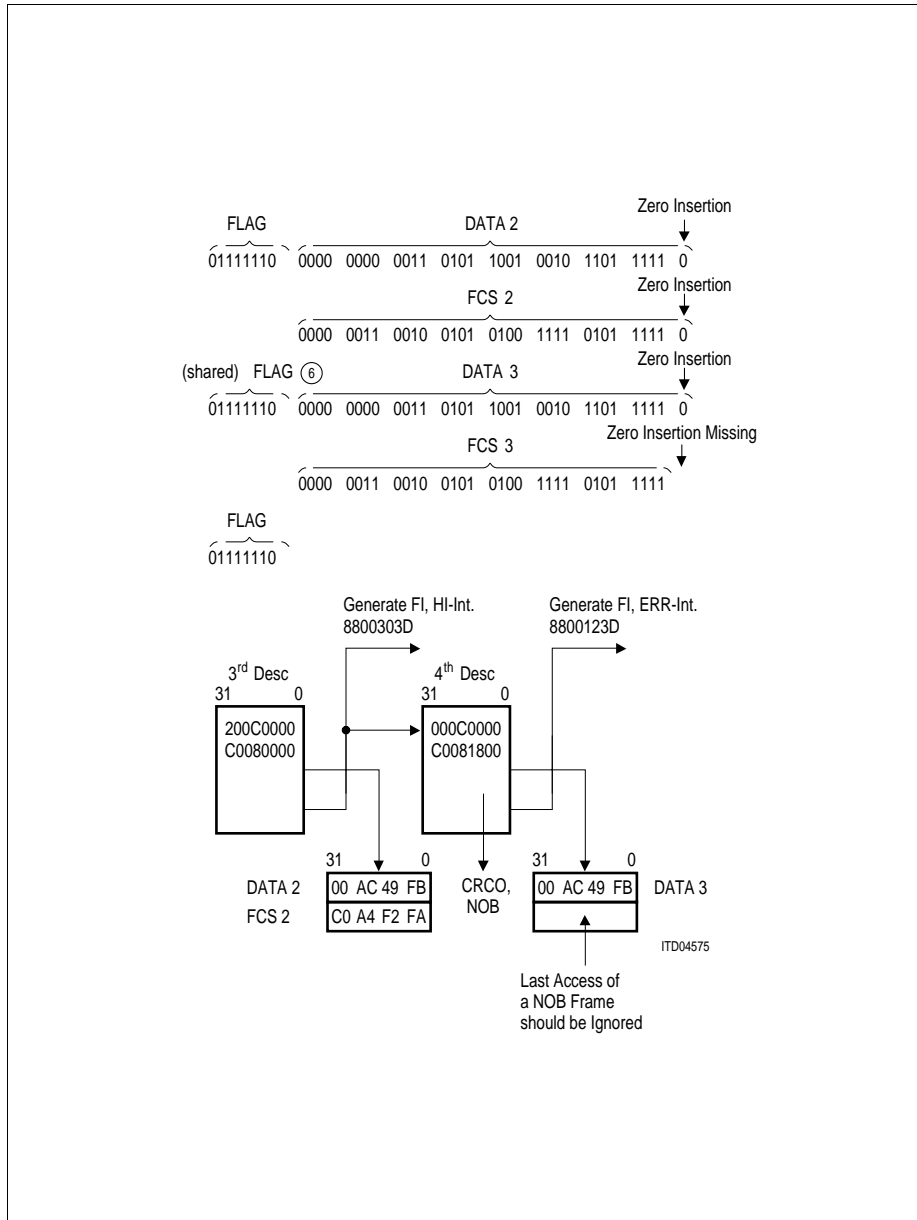 Zero Insertion
FLAG DATA 2
01111110 0000 0000 0011 0101 1001 0010 1101 1111 0
Zero Insertion
FCS 2
0000 0011 0010 0101 0100 1111 0101 1111 0
Zero Insertion
(shared) FLAG 6 DATA 3
01111110 0000 0000 0011 0101 1001 0010 1101 1111 0
Zero Insertion Missing
FCS 3
0000 0011 0010 0101 0100 1111 0101 1111
FLAG
01111110
Generate FI, HI-Int.
8800303D
Generate FI, ERR-Int.
8800123D
3rd Desc
31 0
200C0000
C0080000
4th Desc
31 0
000C0000
C0081800
31 0
DATA 2 00 AC 49 FB
FCS 2 C0 A4 F2 FA
CRCO,
NOB
31 0
00 AC 49 FB DATA 3
ITD04575
Last Access of
a NOB Frame
should be Ignored